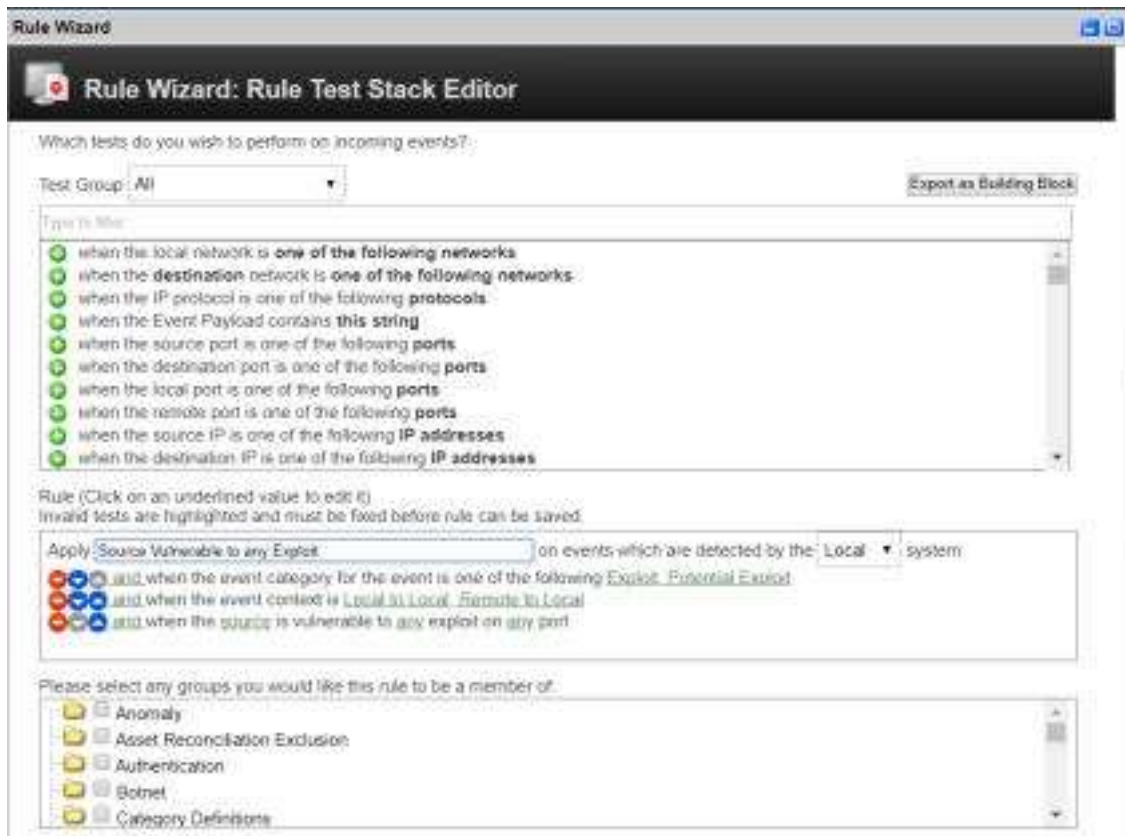 Rule Wizard
Rule Wizard: Rule Test Stack Editor
Which tests do you wish to perform on incoming events?
Test Group All
Export as Building Block
Type to filter
when the local network is one of the following networks
when the destination network is one of the following networks
when the IP protocol is one of the following protocols
when the Event Payload contains this string
when the source port is one of the following ports
when the destination port is one of the following ports
when the local port is one of the following ports
when the remote port is one of the following ports
when the source IP is one of the following IP addresses
when the destination IP is one of the following IP addresses
Rule (Click on an underlined value to edit it)
Invalid tests are highlighted and must be fixed before rule can be saved.
Apply Source Vulnerable to any Exploit on events which are detected by the Local system
and when the event category for the event is one of the following Exploit, Potential Exploit
and when the event context is Local to Local, Remote to Local
and when the source is vulnerable to any exploit on any port
Please select any groups you would like this rule to be a member of:
Anomaly
Asset Reconciliation Exclusion
Authentication
Botnet
Category Definitions